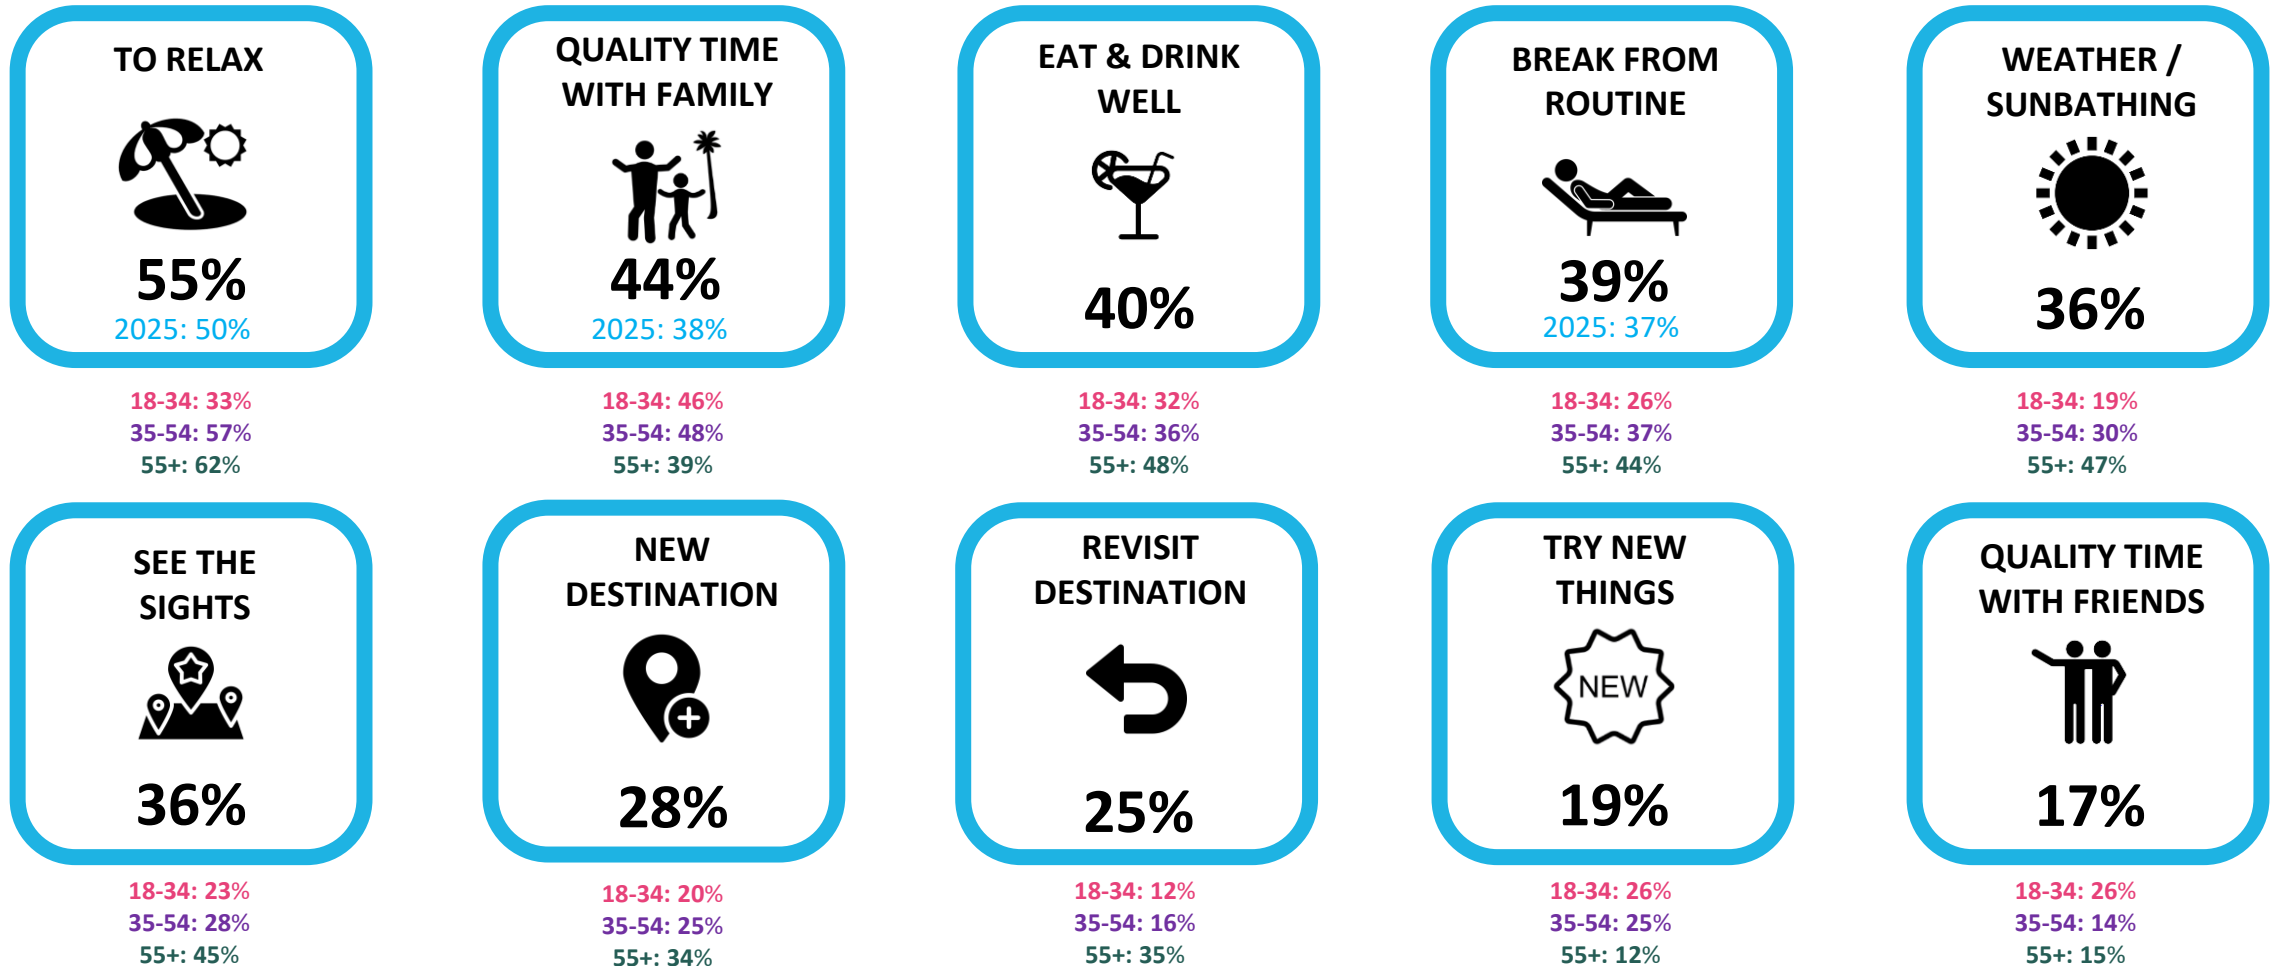 TO RELAX
55%
2025: 50%
18-34: 33%
35-54: 57%
55+: 62%
QUALITY TIME
WITH FAMILY
44%
2025: 38%
18-34: 46%
35-54: 48%
55+: 39%
EAT & DRINK
WELL
40%
18-34: 32%
35-54: 36%
55+: 48%
BREAK FROM
ROUTINE
39%
2025: 37%
18-34: 26%
35-54: 37%
55+: 44%
WEATHER /
SUNBATHING
36%
18-34: 19%
35-54: 30%
55+: 47%
SEE THE
SIGHTS
36%
18-34: 23%
35-54: 28%
55+: 45%
NEW
DESTINATION
28%
18-34: 20%
35-54: 25%
55+: 34%
REVISIT
DESTINATION
25%
18-34: 12%
35-54: 16%
55+: 35%
TRY NEW
THINGS
NEW
19%
18-34: 26%
35-54: 25%
55+: 12%
QUALITY TIME
WITH FRIENDS
17%
18-34: 26%
35-54: 14%
55+: 15%